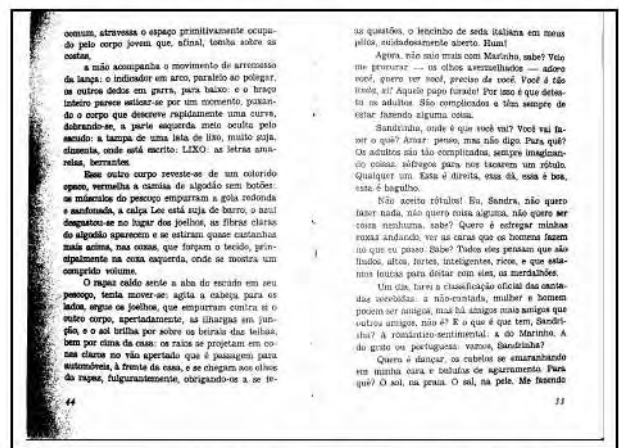 comum, atravessa o espaço primitivamente ocupa-
do pelo corpo jovem que, afinal, tomba sobre as
costas,
a mão acompanha o movimento de arremesso
da lança: o indicador em arco, paralelo ao polegar,
os outros dedos em garra, para baixo: e o braço
inteiro parece esticar-se por um momento, puxan-
do o corpo que descreve rapidamente uma curva,
dobrando-se, a parte esquerda meio oculta pelo
escudo: a tampa de uma lata de lixo, muito suja,
cinzenta, onde está escrito: LIXO: as letras ama-
relas, berrantes.
Esse outro corpo reveste-se de um colorido
opaco, vermelha a camisa de algodão sem botões:
os músculos do pescoço empurram a gola redonda
e sanfonada, a calça Lee está suja de barro, o azul
desgastou-se no lugar dos joelhos, as fibras claras
do algodão aparecem e se estiram quase castanhas
mais acima, nas coxas, que forçam o tecido, prin-
cipalmente na coxa esquerda, onde se mostra um
comprido volume.
O rapaz caído sente a aba do escudo em seu
pescoço, tenta mover-se: agita a cabeça para os
lados, ergue os joelhos, que empurram contra si o
outro corpo, apertadamente, as ilhargas em jun-
ção, e o sol brilha por sobre os beirais das telhas,
bem por cima da casa: os raios se projetam em co-
nes claros no vão apertado que é passagem para
automóveis, à frente da casa, e se chegam aos olhos
do rapaz, fulgurantemente, obrigando-os a se fe-
44
as questões, o lencinho de seda italiana em meus
pêlos, cuidadosamente aberto. Hum!
Agora, não saio mais com Marinho, sabe? Veio
me procurar — os olhos avermelhados — adoro
você, quero ver você, preciso de você. Você é tão
linda, xi! Aquele papo furado! Por isso é que detes-
to os adultos. São complicados e têm sempre de
estar fazendo alguma coisa.
Sandrinha, onde é que você vai? Você vai fa-
zer o quê? Amar: penso, mas não digo. Para quê?
Os adultos são tão complicados, sempre imaginan-
do coisas, sôfregos para nos tacarem um rótulo.
Qualquer um. Esta é direita, essa dá, essa é boa,
esta é bagulho.
Não aceito rótulos! Eu, Sandra, não quero
fazer nada, não quero coisa alguma, não quero ser
coisa nenhuma, sabe? Quero é esfregar minhas
coxas andando, ver as caras que os homens fazem
no que eu passo. Sabe? Todos eles pensam que são
lindos, altos, fortes, inteligentes, ricos, e que esta-
mos loucas para deitar com eles, os merdalhões.
Um dia, farei a classificação oficial das canta-
das recebidas: a não-cantada, mulher e homem
podem ser amigos, mas há amigos mais amigos que
outros amigos, não é? E o que é que tem, Sandri-
nha? A romântico-sentimental: a do Marinho. A
do grito ou portuguesa: vamos, Sandrinha?
Quero é dançar, os cabelos se emaranhando
em minha cara e babutos de agarramento. Para
quê? O sol, na praia. O sal, na pele. Me fazendo